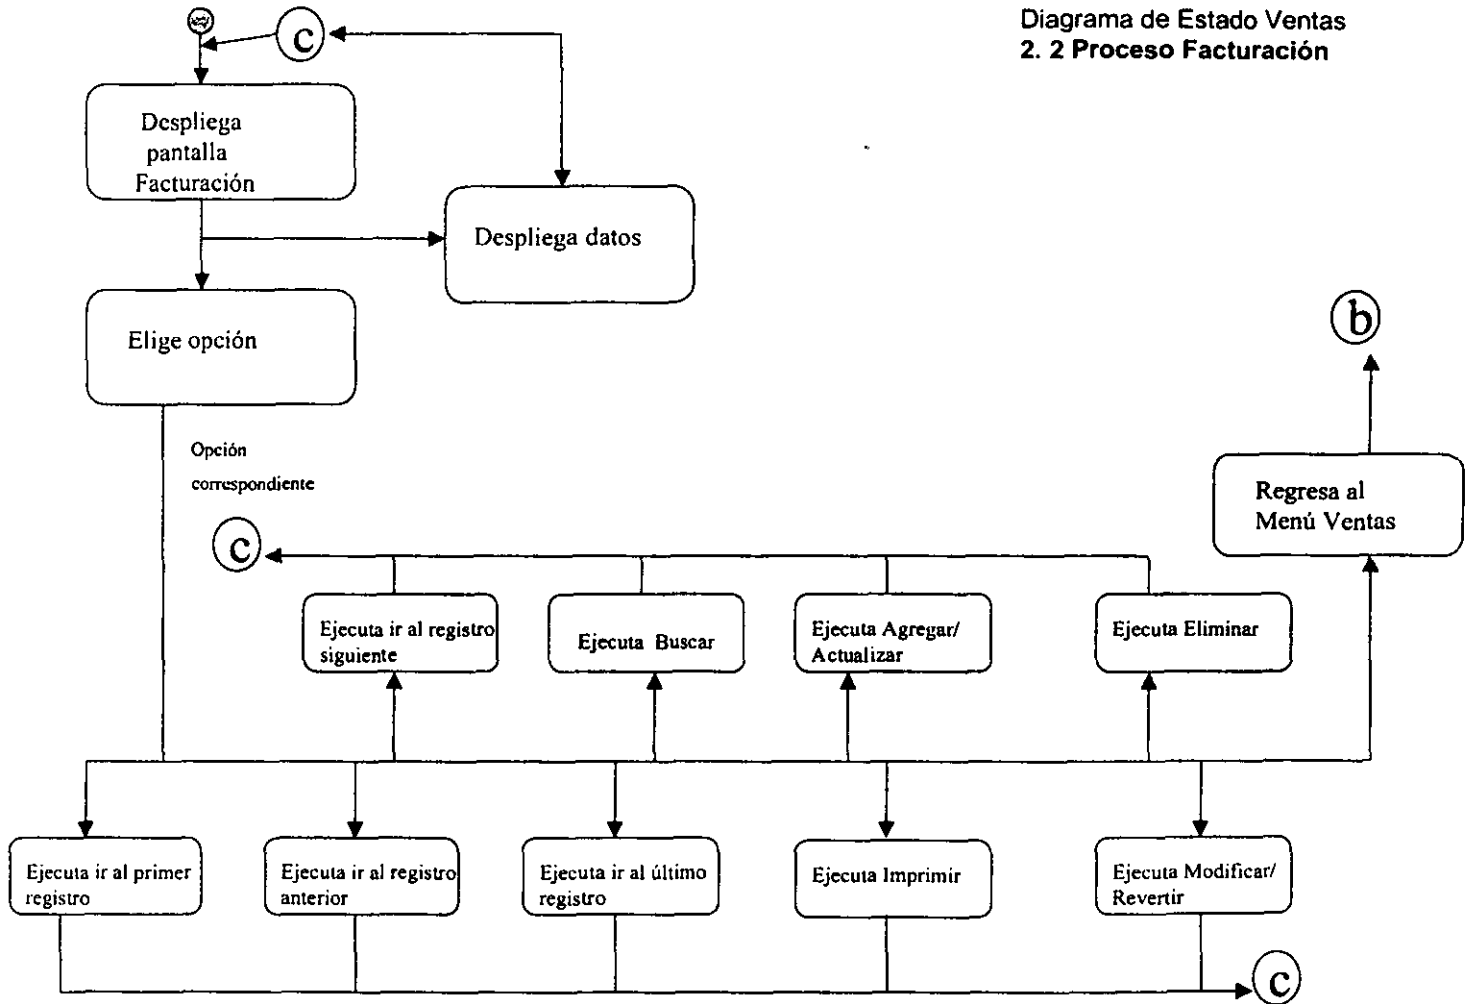 Diagrama de Estado Ventas
2. 2 Proceso Facturación
c
Despliega
pantalla
Facturación
Despliega datos
Elige opción
b
Opción
correspondiente
Regresa al
Menú Ventas
c
Ejecuta ir al registro
siguiente
Ejecuta Buscar
Ejecuta Agregar/
Actualizar
Ejecuta Eliminar
Ejecuta ir al primer
registro
Ejecuta ir al registro
anterior
Ejecuta ir al último
registro
Ejecuta Imprimir
Ejecuta Modificar/
Revertir
c